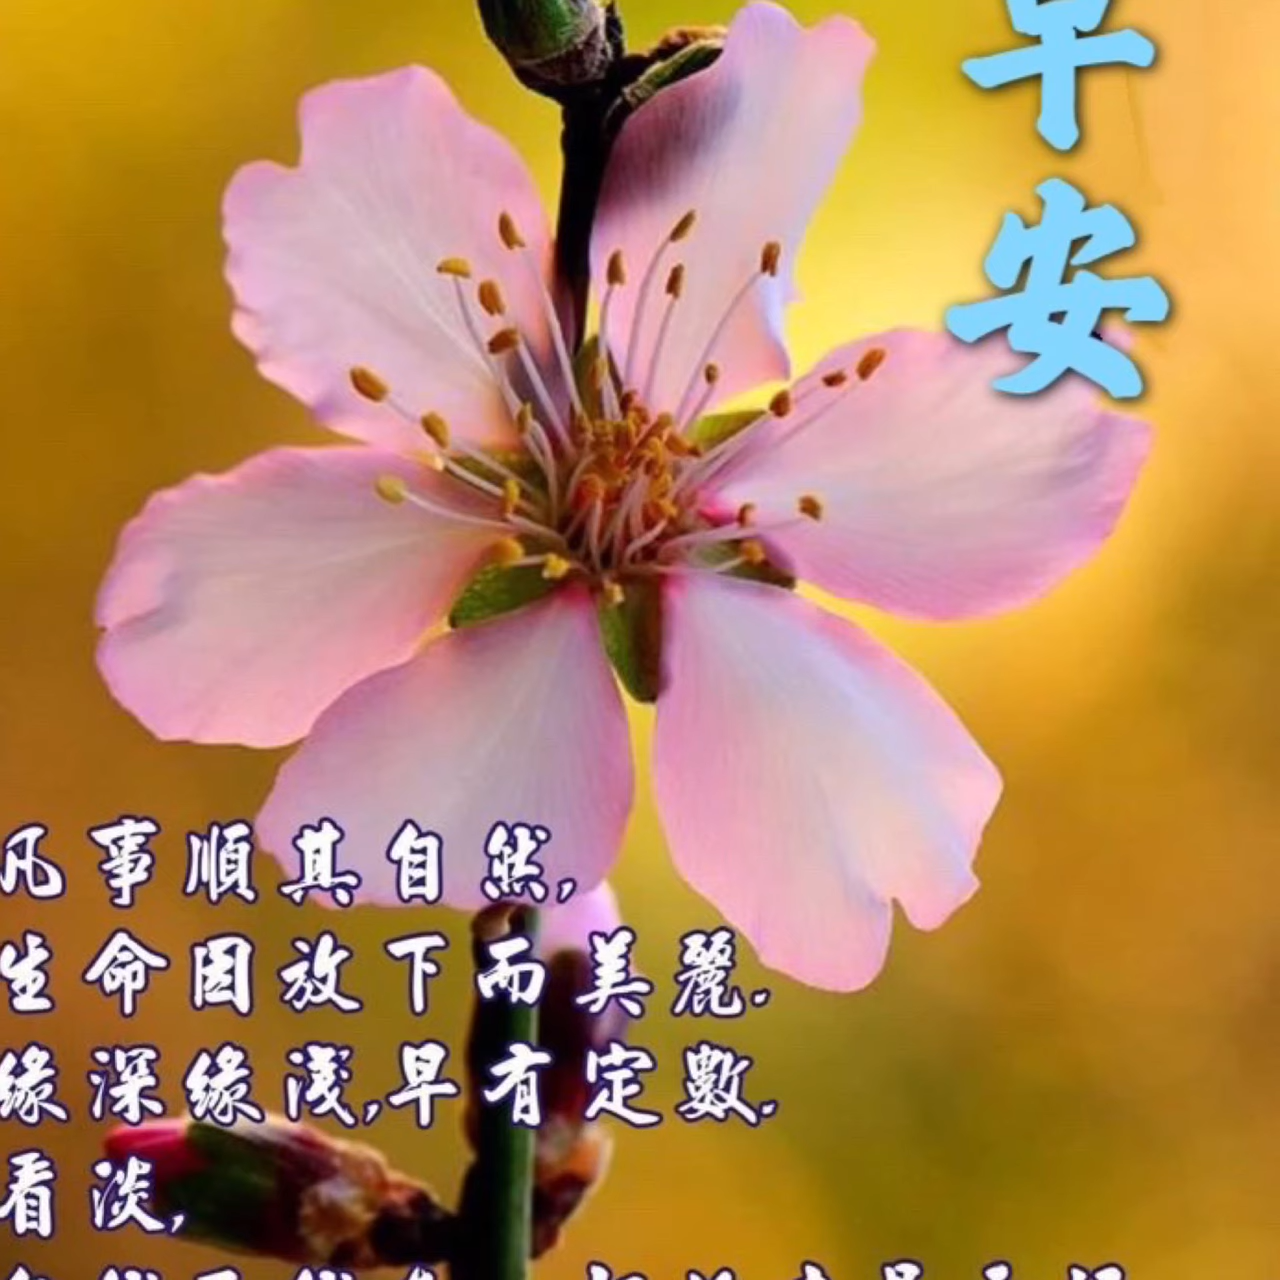 早安
凡事順其自然,
生命因放下而美麗.
緣深緣淺,早有定數.
看淡,